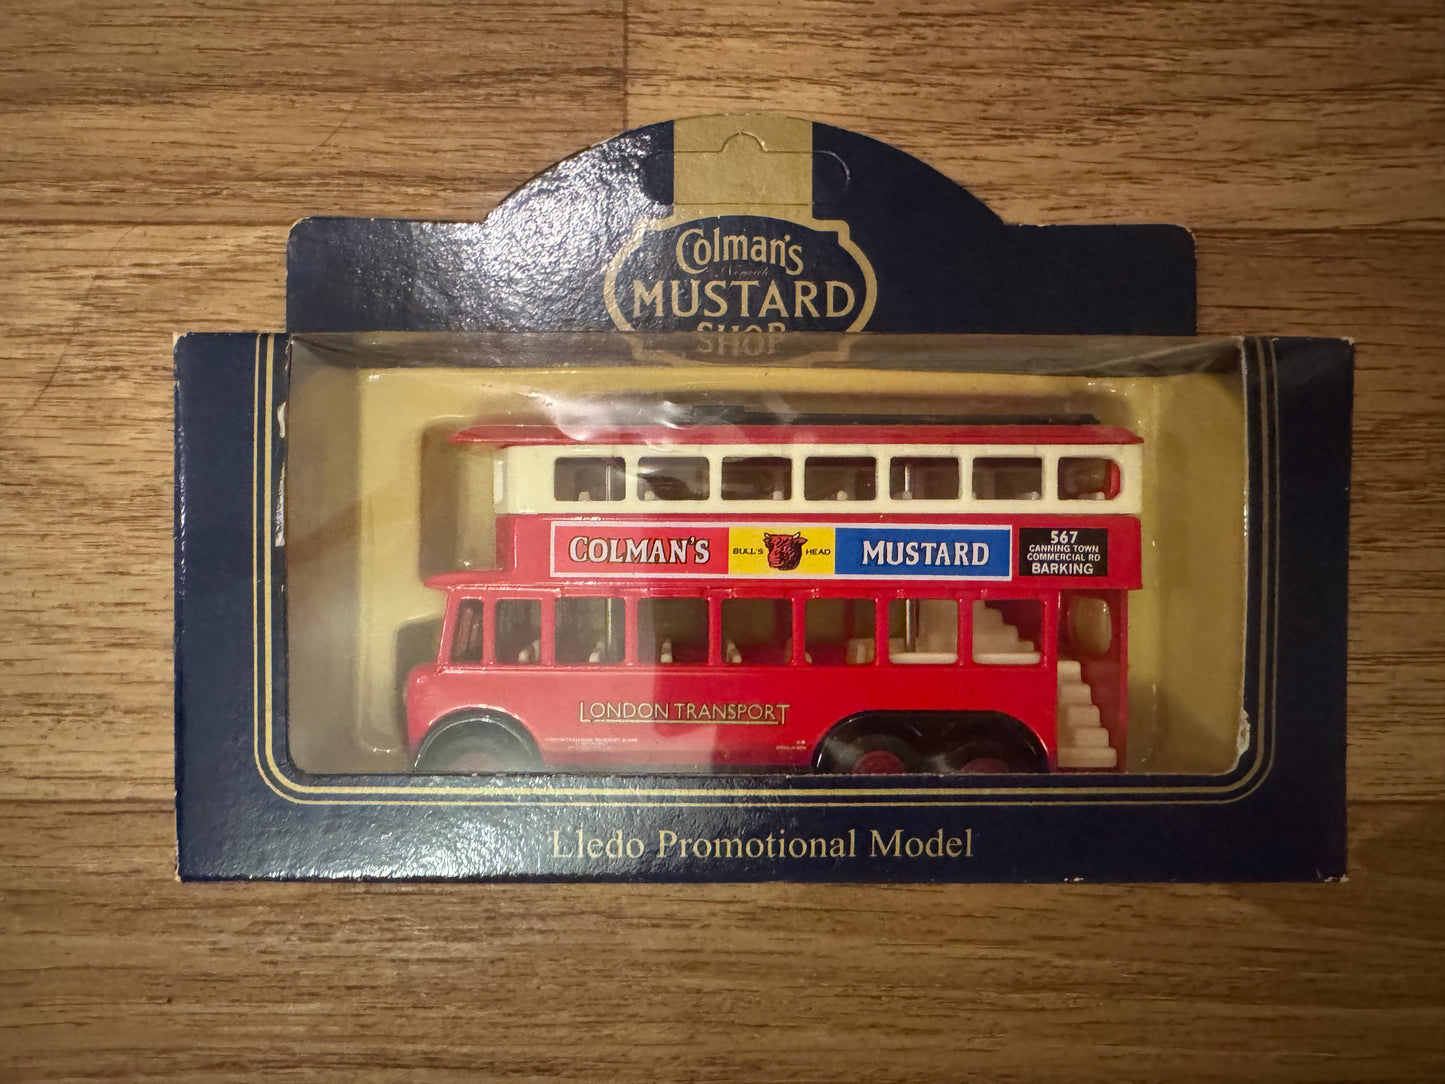 Colman's
Norwich
MUSTARD
SHOP
COLMAN'S BULL'S HEAD MUSTARD
567
CANNING TOWN
COMMERCIAL RD
BARKING
LONDON TRANSPORT
Lledo Promotional Model